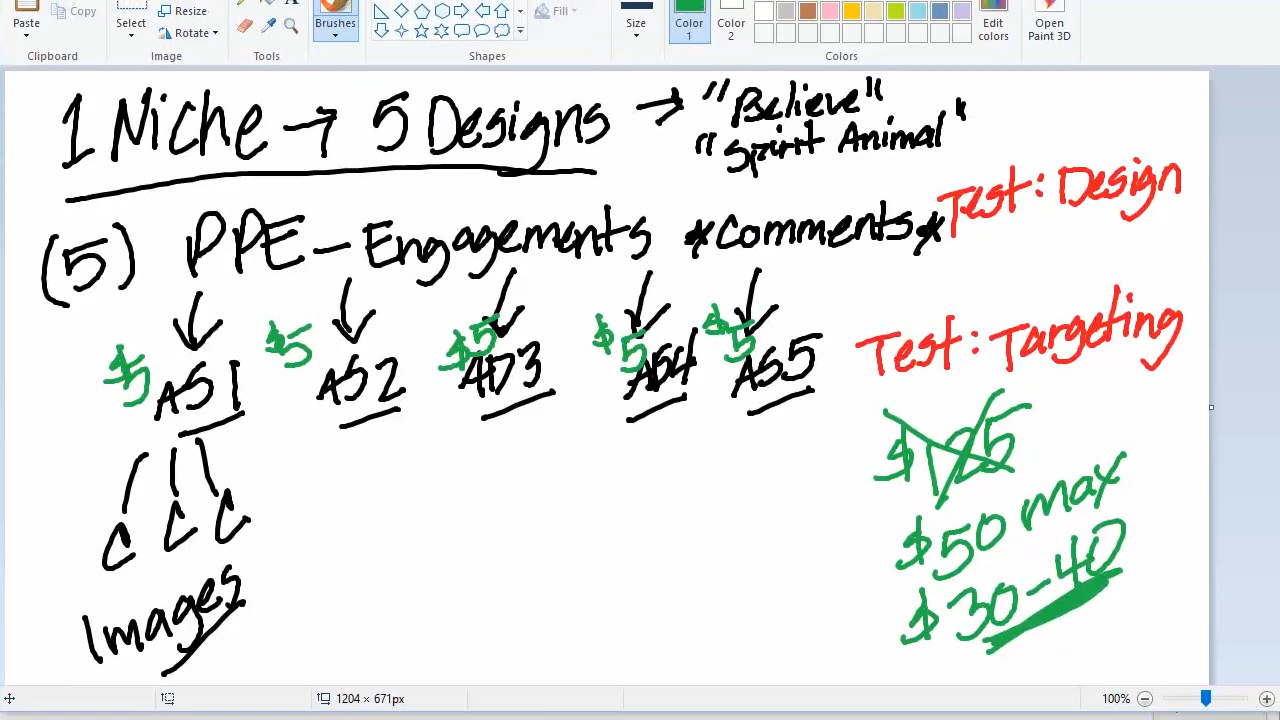 Paste
Copy
Clipboard
Select
Resize
Rotate
Image
Tools
Brushes
Shapes
Fill
Size
Color 1
Color 2
Edit colors
Colors
Open Paint 3D
1 Niche → 5 Designs → "Believe"
"Spirit Animal"
Test: Design
(5) PPE - Engagements *Comments*
Test: Targeting
$5 $5 $5 $5 $5
AS1 AS2 AD3 AS4 AS5
$125
C C C
$50 max
$30-40
Images
1204 × 671px
100%